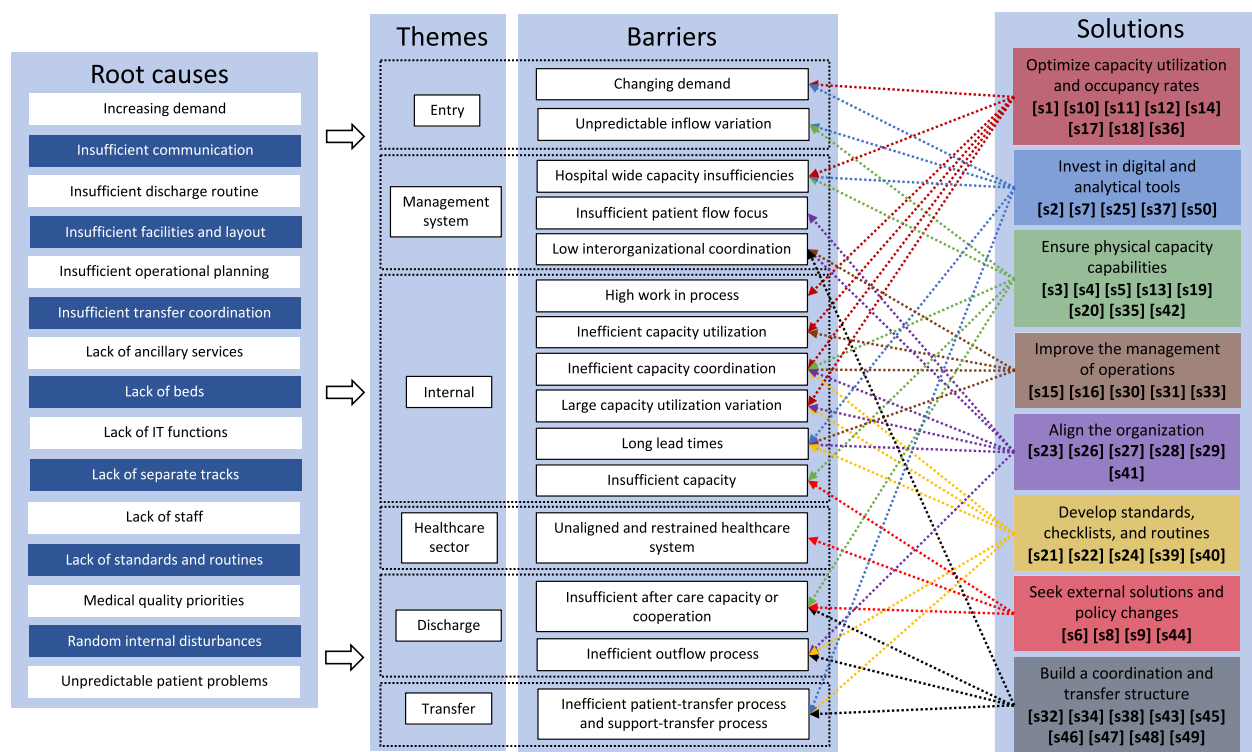 Root causes
Increasing demand
Insufficient communication
Insufficient discharge routine
Insufficient facilities and layout
Insufficient operational planning
Insufficient transfer coordination
Lack of ancillary services
Lack of beds
Lack of IT functions
Lack of separate tracks
Lack of staff
Lack of standards and routines
Medical quality priorities
Random internal disturbances
Unpredictable patient problems
Themes
Entry
Management
system
Internal
Healthcare
sector
Discharge
Transfer
Barriers
Changing demand
Unpredictable inflow variation
Hospital wide capacity insufficiencies
Insufficient patient flow focus
Low interorganizational coordination
High work in process
Inefficient capacity utilization
Inefficient capacity coordination
Large capacity utilization variation
Long lead times
Insufficient capacity
Unaligned and restrained healthcare
system
Insufficient after care capacity or
cooperation
Inefficient outflow process
Inefficient patient-transfer process
and support-transfer process
Solutions
Optimize capacity utilization
and occupancy rates
[s1] [s10] [s11] [s12] [s14]
[s17] [s18] [s36]
Invest in digital and
analytical tools
[s2] [s7] [s25] [s37] [s50]
Ensure physical capacity
capabilities
[s3] [s4] [s5] [s13] [s19]
[s20] [s35] [s42]
Improve the management
of operations
[s15] [s16] [s30] [s31] [s33]
Align the organization
[s23] [s26] [s27] [s28] [s29]
[s41]
Develop standards,
checklists, and routines
[s21] [s22] [s24] [s39] [s40]
Seek external solutions and
policy changes
[s6] [s8] [s9] [s44]
Build a coordination and
transfer structure
[s32] [s34] [s38] [s43] [s45]
[s46] [s47] [s48] [s49]